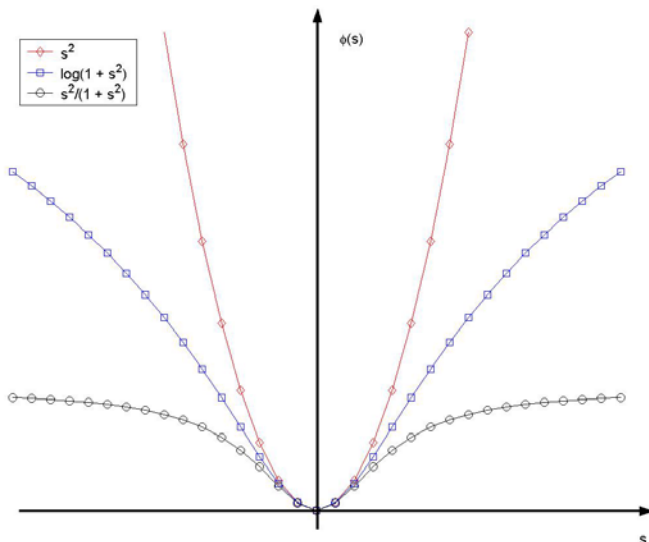 ϕ(s)
s²
log(1 + s²)
s²/(1 + s²)
s